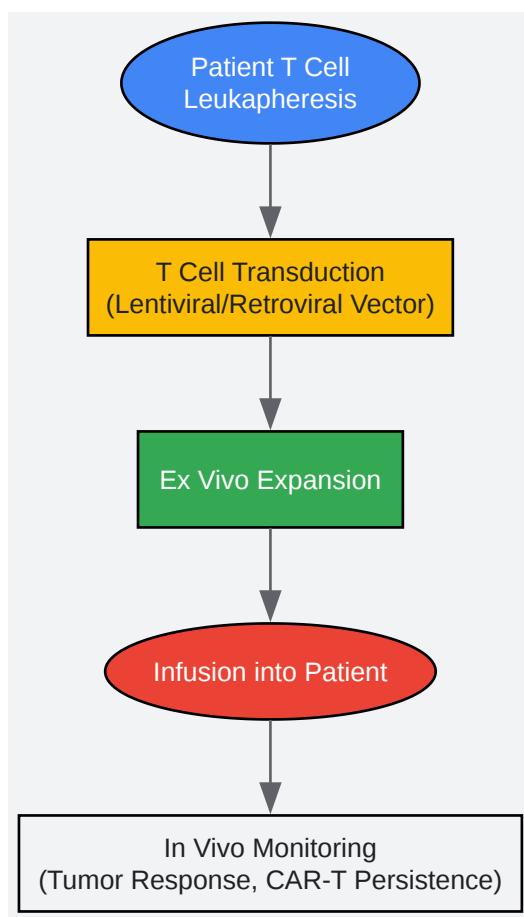 Patient T Cell
Leukapheresis
T Cell Transduction
(Lentiviral/Retroviral Vector)
Ex Vivo Expansion
Infusion into Patient
In Vivo Monitoring
(Tumor Response, CAR-T Persistence)